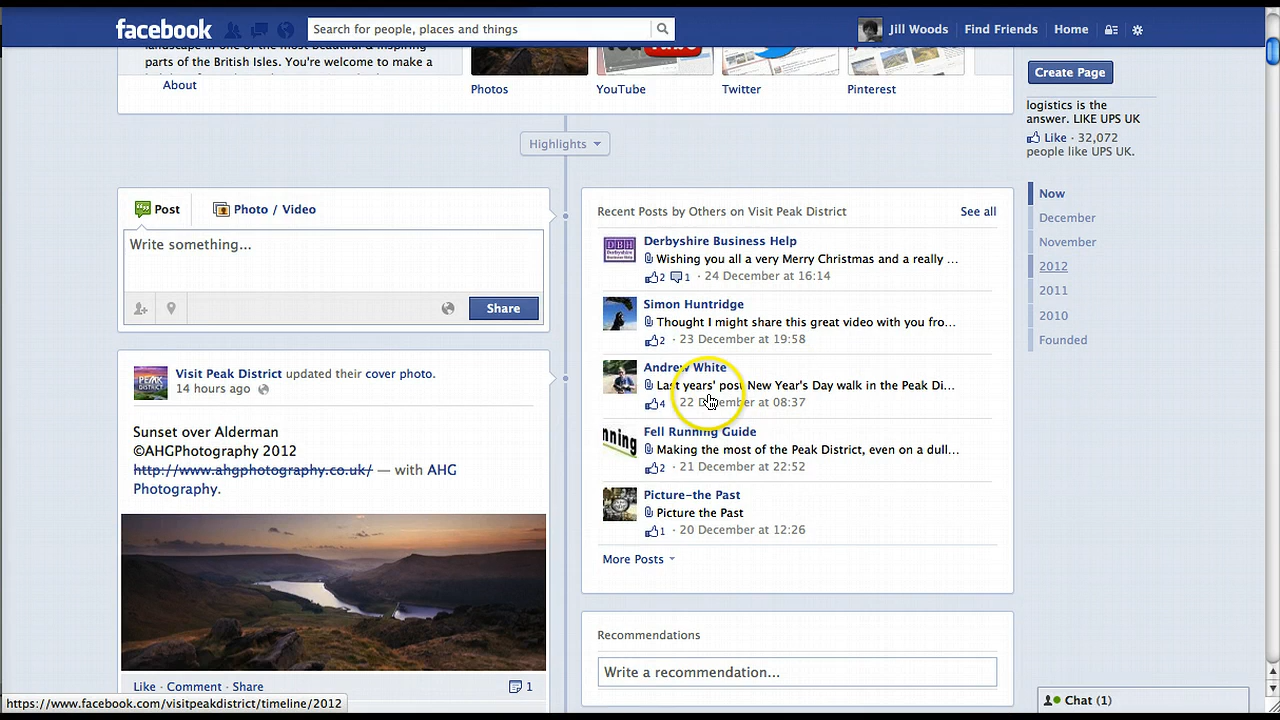 facebook
Search for people, places and things
Jill Woods
Find Friends
Home
landscape in one of the most beautiful & inspiring
parts of the British Isles. You're welcome to make a
About
Photos
YouTube
Twitter
Pinterest
Create Page
logistics is the
answer. LIKE UPS UK
Like · 32,072
people like UPS UK.
Highlights
Now
December
November
2012
2011
2010
Founded
Post
Photo / Video
Write something...
Share
Visit Peak District updated their cover photo.
14 hours ago
Sunset over Alderman
©AHGPhotography 2012
http://www.ahgphotography.co.uk/ — with AHG
Photography.
Like · Comment · Share
1
Recent Posts by Others on Visit Peak District
See all
DBH
Derbyshire Business Help
Wishing you all a very Merry Christmas and a really ...
2 1 · 24 December at 16:14
Simon Huntridge
Thought I might share this great video with you fro...
2 · 23 December at 19:58
Andrew White
Last years' post New Year's Day walk in the Peak Di...
4 · 22 December at 08:37
nning
Fell Running Guide
Making the most of the Peak District, even on a dull...
2 · 21 December at 22:52
Picture-the Past
Picture the Past
1 · 20 December at 12:26
More Posts
Recommendations
Write a recommendation...
Chat (1)
https://www.facebook.com/visitpeakdistrict/timeline/2012